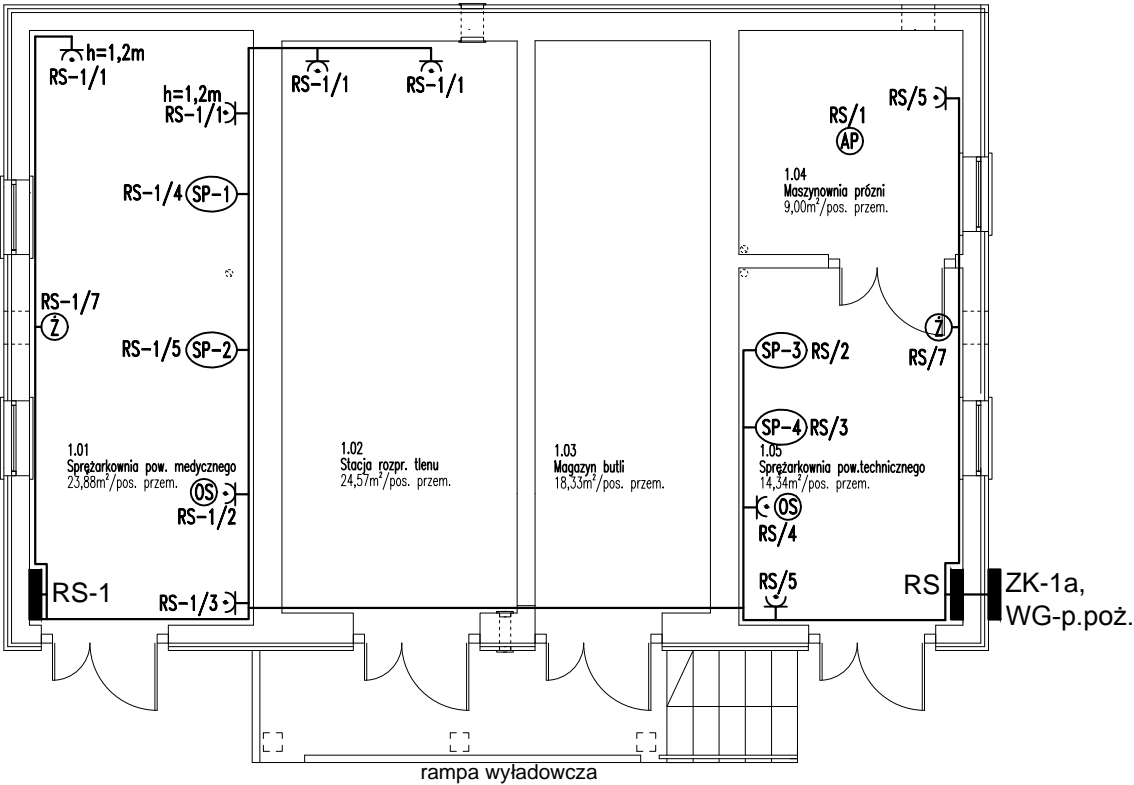 h=1,2m
RS-1/1
h=1,2m
RS-1/1
RS-1/1
RS-1/1
RS/5
RS/1
AP
RS-1/4 SP-1
1.04
Maszynownia próżni
9,00m²/pos. przem.
RS-1/7
Ż
RS-1/5 SP-2
SP-3 RS/2
Ż
RS/7
SP-4 RS/3
1.01
Sprężarkownia pow. medycznego
23,88m²/pos. przem.
1.02
Stacja rozpr. tlenu
24,57m²/pos. przem.
1.03
Magazyn butli
18,33m²/pos. przem.
1.05
Sprężarkownia pow.technicznego
14,34m²/pos. przem.
OS
RS-1/2
OS
RS/4
RS-1
RS-1/3
RS/5
RS
ZK-1a,
WG-p.poż.
rampa wyładowcza